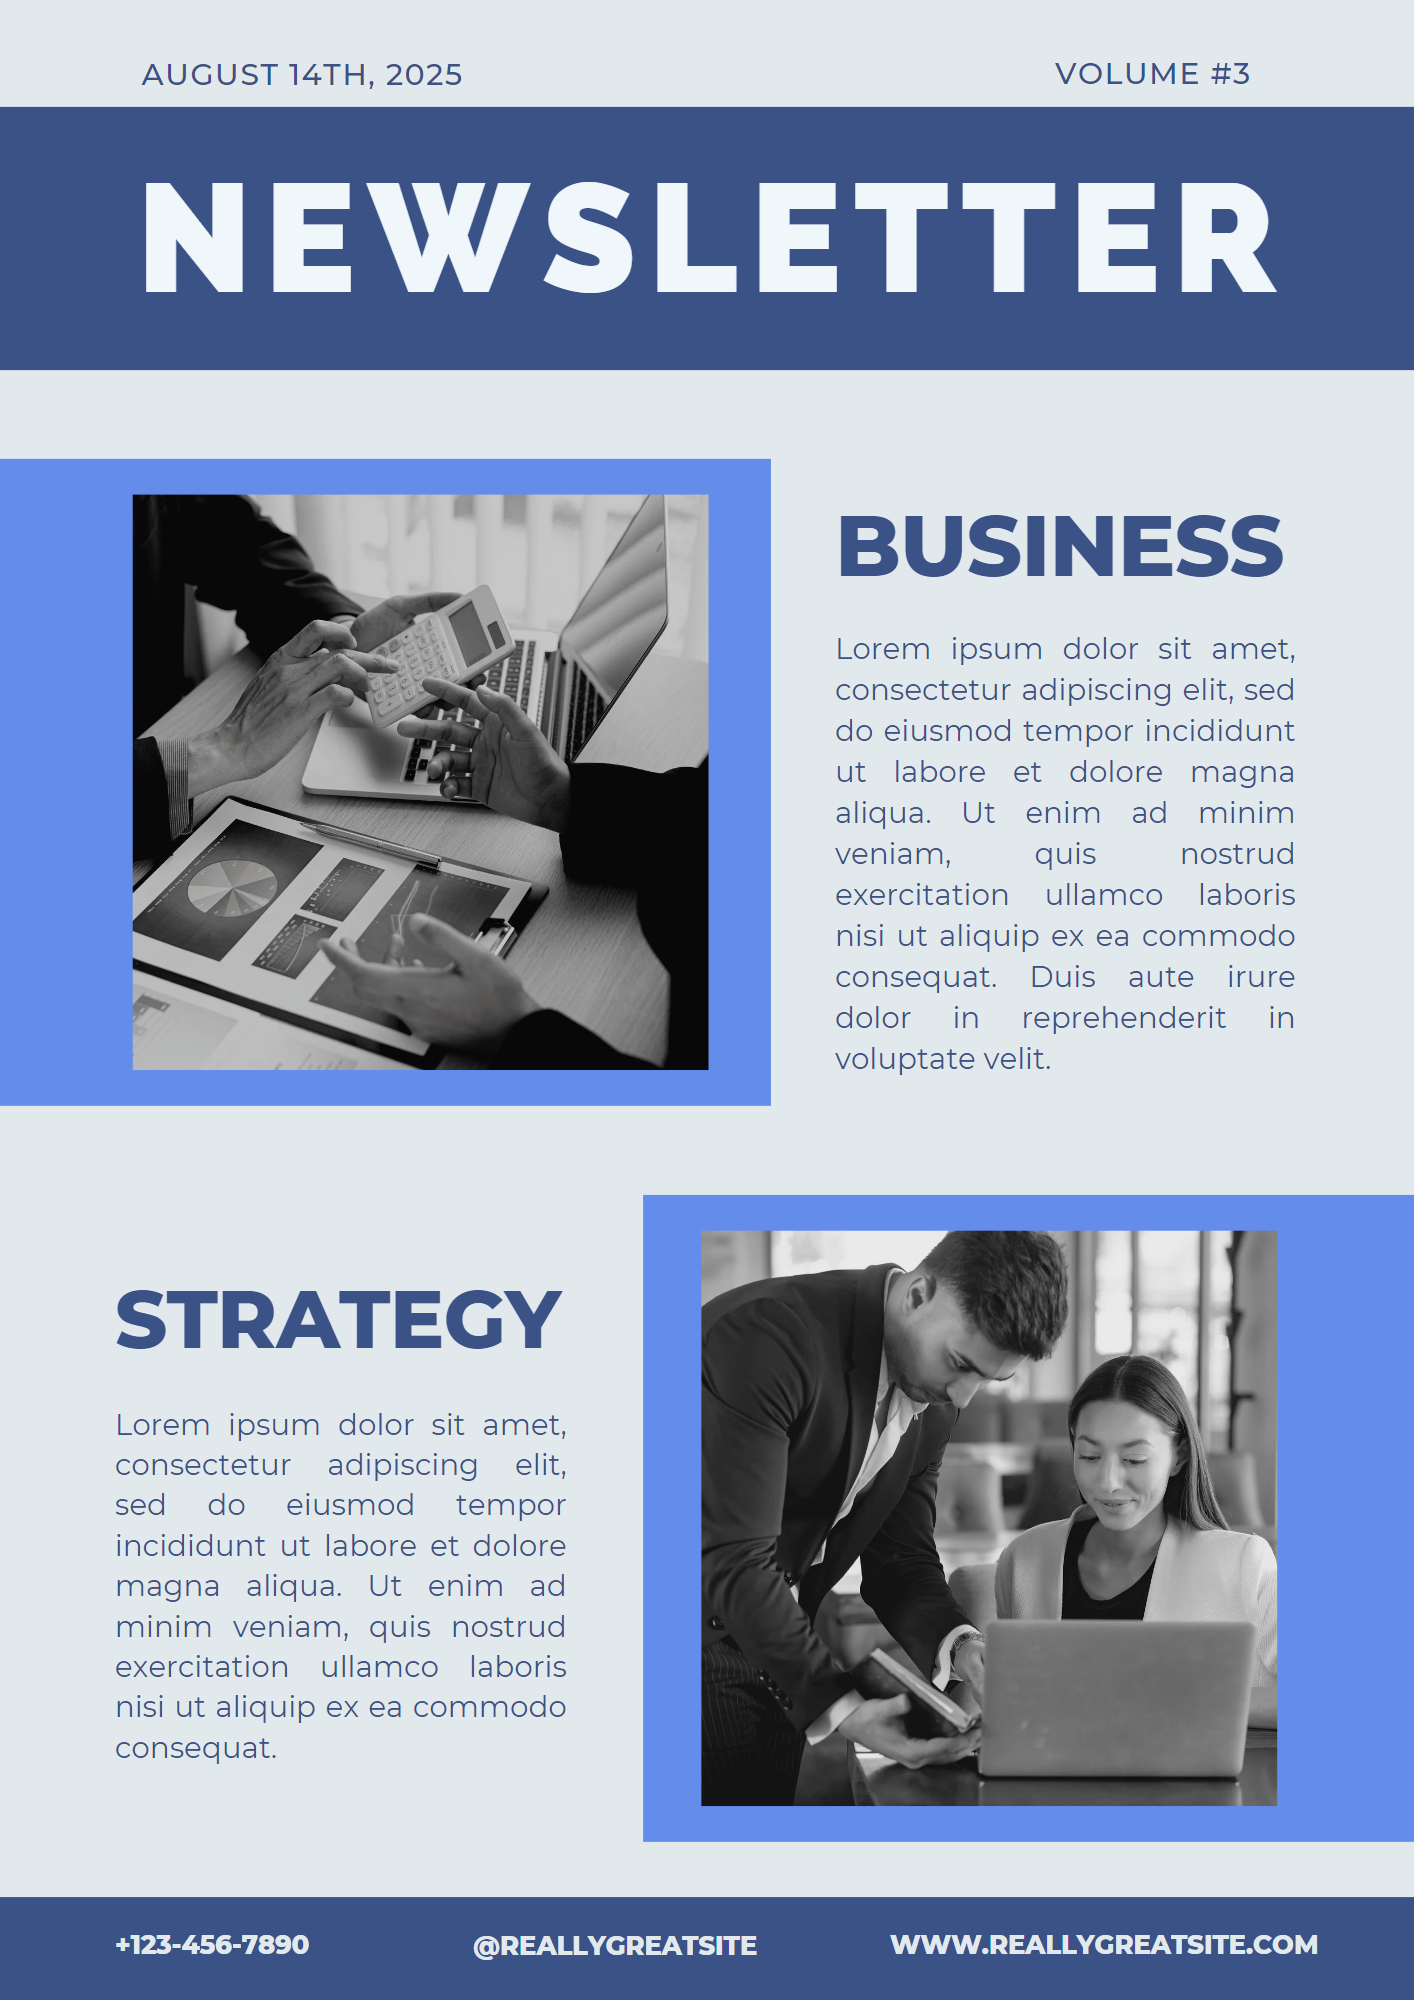 AUGUST 14TH, 2025
VOLUME #3
NEWSLETTER
BUSINESS
Lorem ipsum dolor sit amet,
consectetur adipiscing elit, sed
do eiusmod tempor incididunt
ut labore et dolore magna
aliqua. Ut enim ad minim
veniam, quis nostrud
exercitation ullamco laboris
nisi ut aliquip ex ea commodo
consequat. Duis aute irure
dolor in reprehenderit in
voluptate velit.
STRATEGY
Lorem ipsum dolor sit amet,
consectetur adipiscing elit,
sed do eiusmod tempor
incididunt ut labore et dolore
magna aliqua. Ut enim ad
minim veniam, quis nostrud
exercitation ullamco laboris
nisi ut aliquip ex ea commodo
consequat.
+123-456-7890
@REALLYGREATSITE
WWW.REALLYGREATSITE.COM